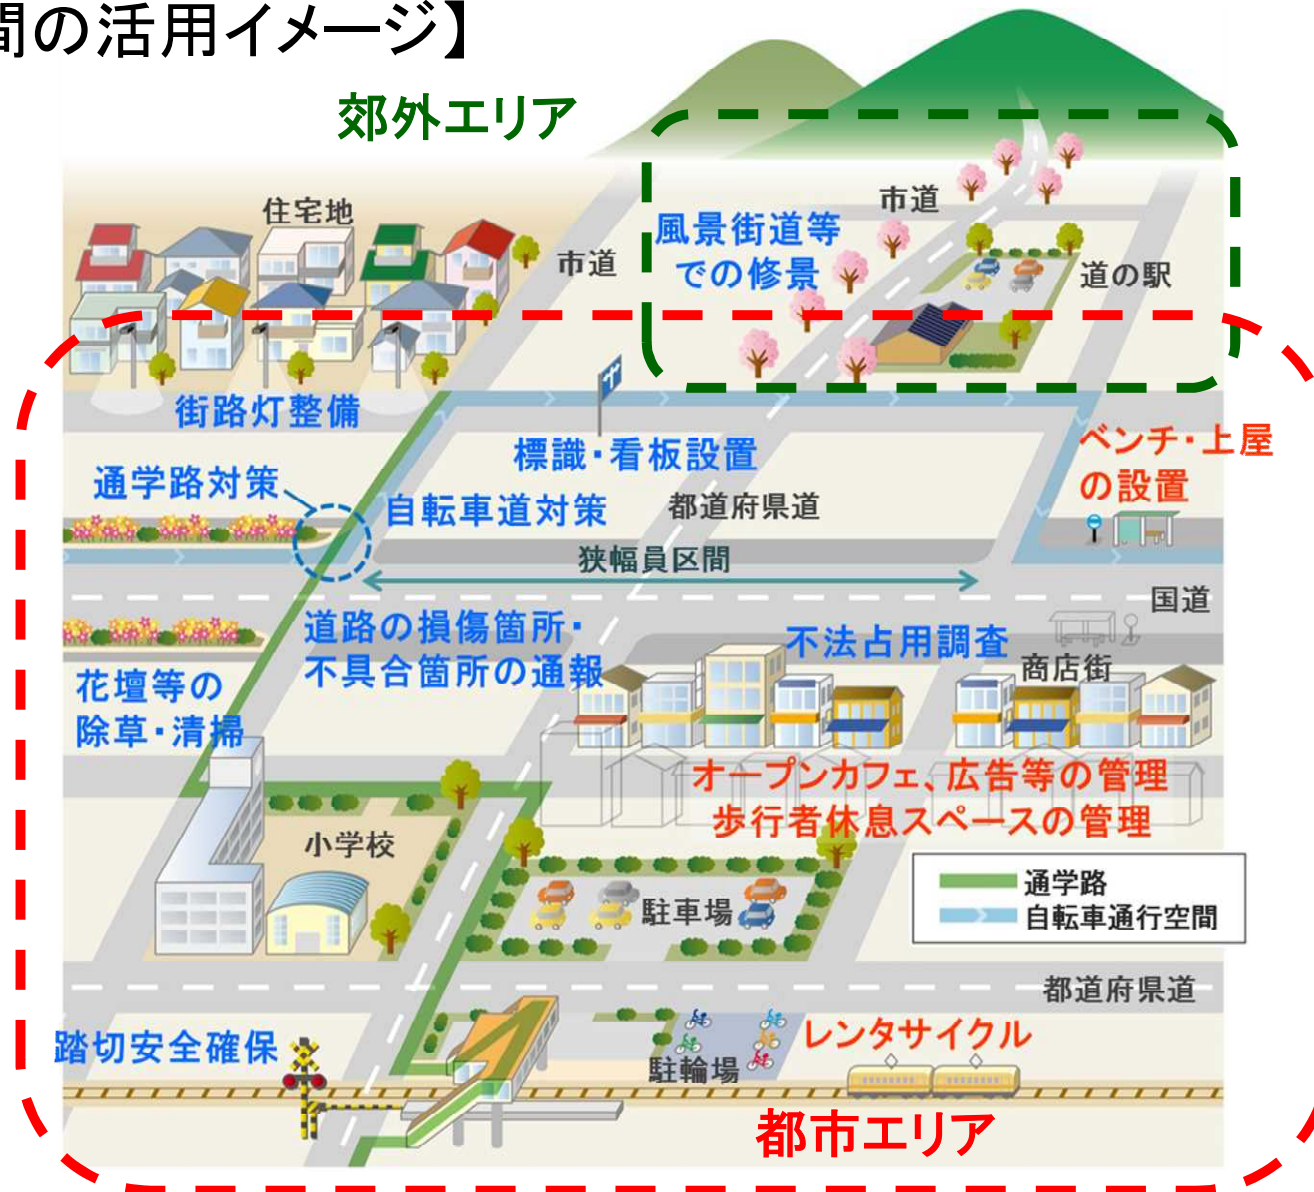 間の活用イメージ】
郊外エリア
住宅地
市道
市道
風景街道等
での修景
道の駅
街路灯整備
標識・看板設置
ベンチ・上屋
の設置
通学路対策
自転車道対策
都道府県道
狭幅員区間
国道
道路の損傷箇所・
不具合箇所の通報
不法占用調査
商店街
花壇等の
除草・清掃
オープンカフェ、広告等の管理
歩行者休息スペースの管理
小学校
駐車場
通学路
自転車通行空間
都道府県道
踏切安全確保
レンタサイクル
駐輪場
都市エリア